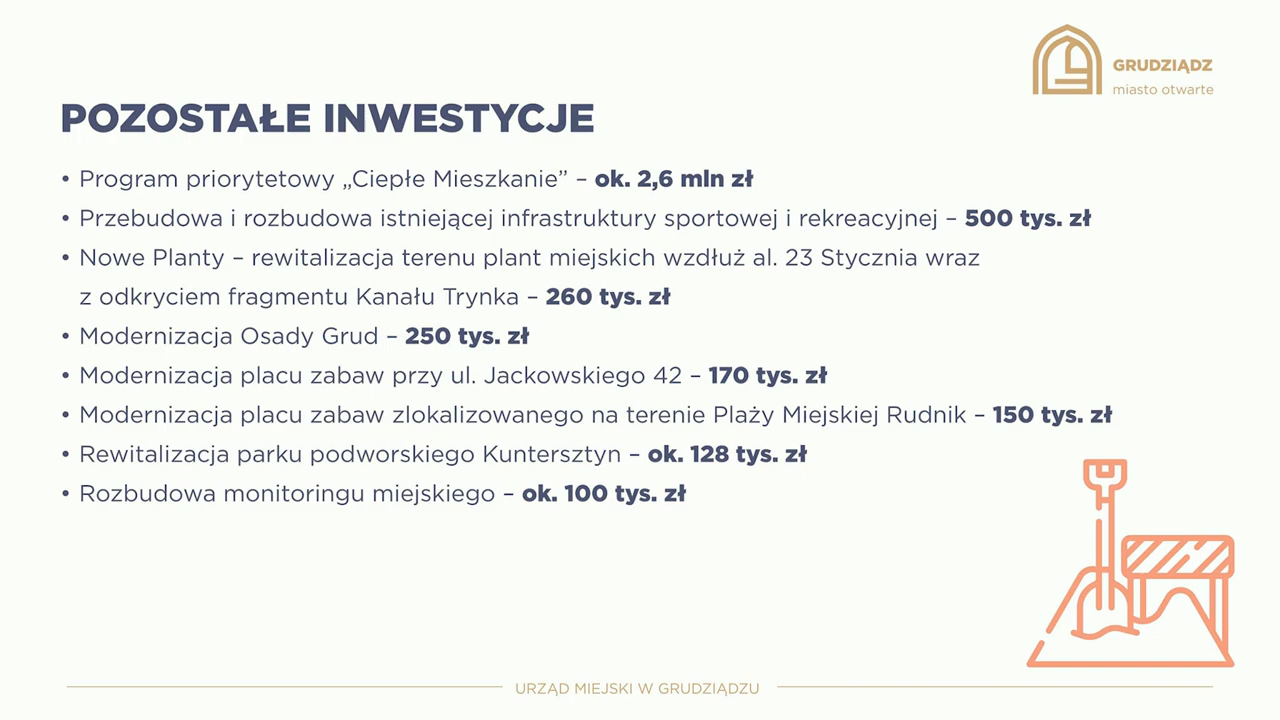 GRUDZIĄDZ
miasto otwarte
POZOSTAŁE INWESTYCJE
• Program priorytetowy „Ciepłe Mieszkanie” – ok. 2,6 mln zł
• Przebudowa i rozbudowa istniejącej infrastruktury sportowej i rekreacyjnej – 500 tys. zł
• Nowe Planty – rewitalizacja terenu plant miejskich wzdłuż al. 23 Stycznia wraz
z odkryciem fragmentu Kanału Trynka – 260 tys. zł
• Modernizacja Osady Grud – 250 tys. zł
• Modernizacja placu zabaw przy ul. Jackowskiego 42 – 170 tys. zł
• Modernizacja placu zabaw zlokalizowanego na terenie Plaży Miejskiej Rudnik – 150 tys. zł
• Rewitalizacja parku podworskiego Kuntersztyn – ok. 128 tys. zł
• Rozbudowa monitoringu miejskiego – ok. 100 tys. zł
URZĄD MIEJSKI W GRUDZIĄDZU